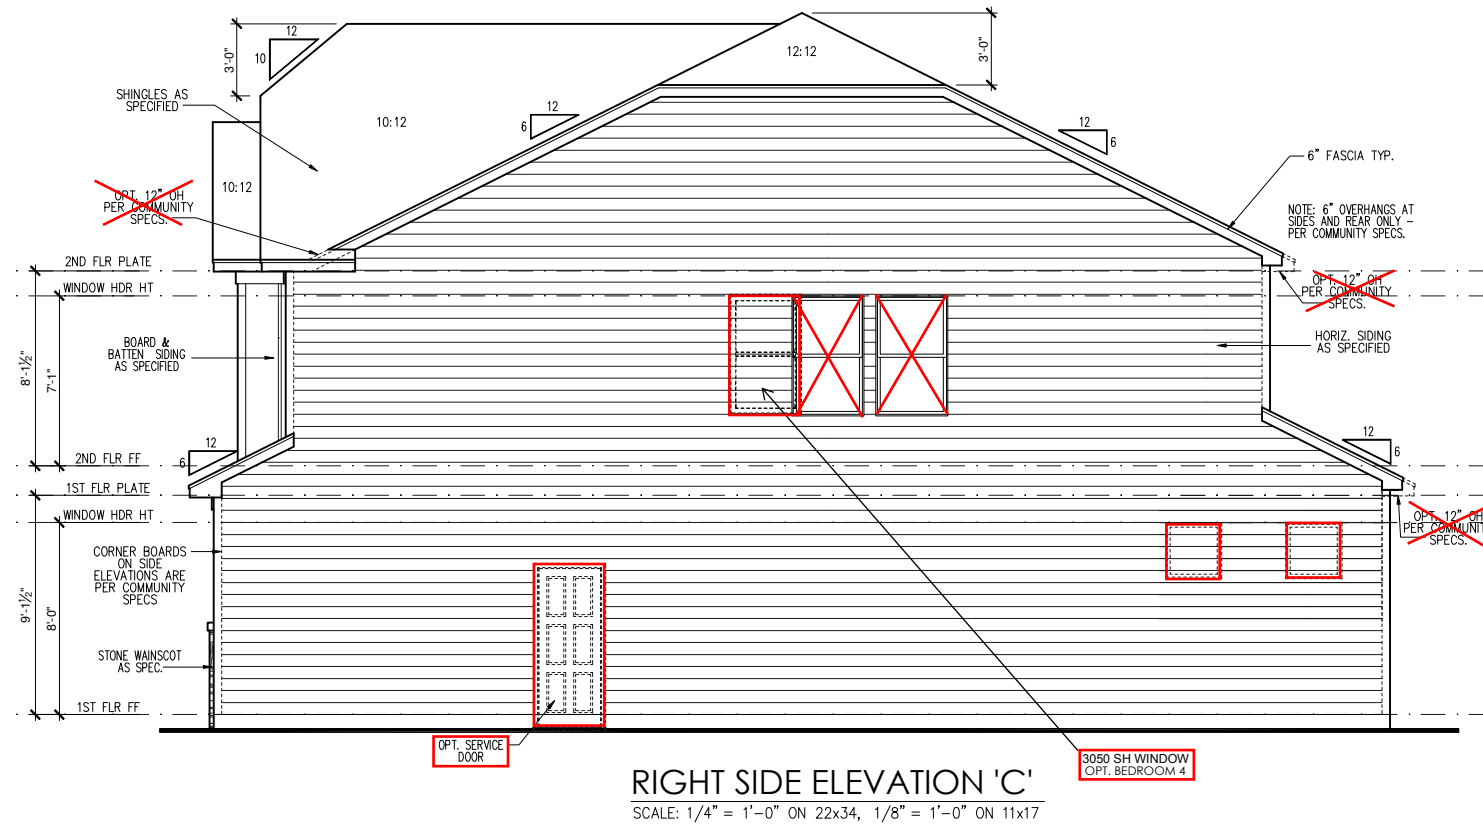 12
10
3'-0"
12:12
3'-0"
SHINGLES AS
SPECIFIED
10:12
12
6
12
6
6" FASCIA TYP.
10:12
OPT. 12" OH
PER COMMUNITY
SPECS.
NOTE: 6" OVERHANGS AT
SIDES AND REAR ONLY -
PER COMMUNITY SPECS.
2ND FLR PLATE
WINDOW HDR HT
OPT. 12" OH
PER COMMUNITY
SPECS.
BOARD &
BATTEN SIDING
AS SPECIFIED
HORIZ. SIDING
AS SPECIFIED
8'-1½"
7'-1"
12
6
2ND FLR FF
12
6
1ST FLR PLATE
WINDOW HDR HT
OPT. 12" OH
PER COMMUNIT
SPECS.
CORNER BOARDS
ON SIDE
ELEVATIONS ARE
PER COMMUNITY
SPECS
9'-1½"
8'-0"
STONE WAINSCOT
AS SPEC.
1ST FLR FF
OPT. SERVICE
DOOR
3050 SH WINDOW
OPT. BEDROOM 4
RIGHT SIDE ELEVATION 'C'
SCALE: 1/4" = 1'-0" ON 22x34, 1/8" = 1'-0" ON 11x17